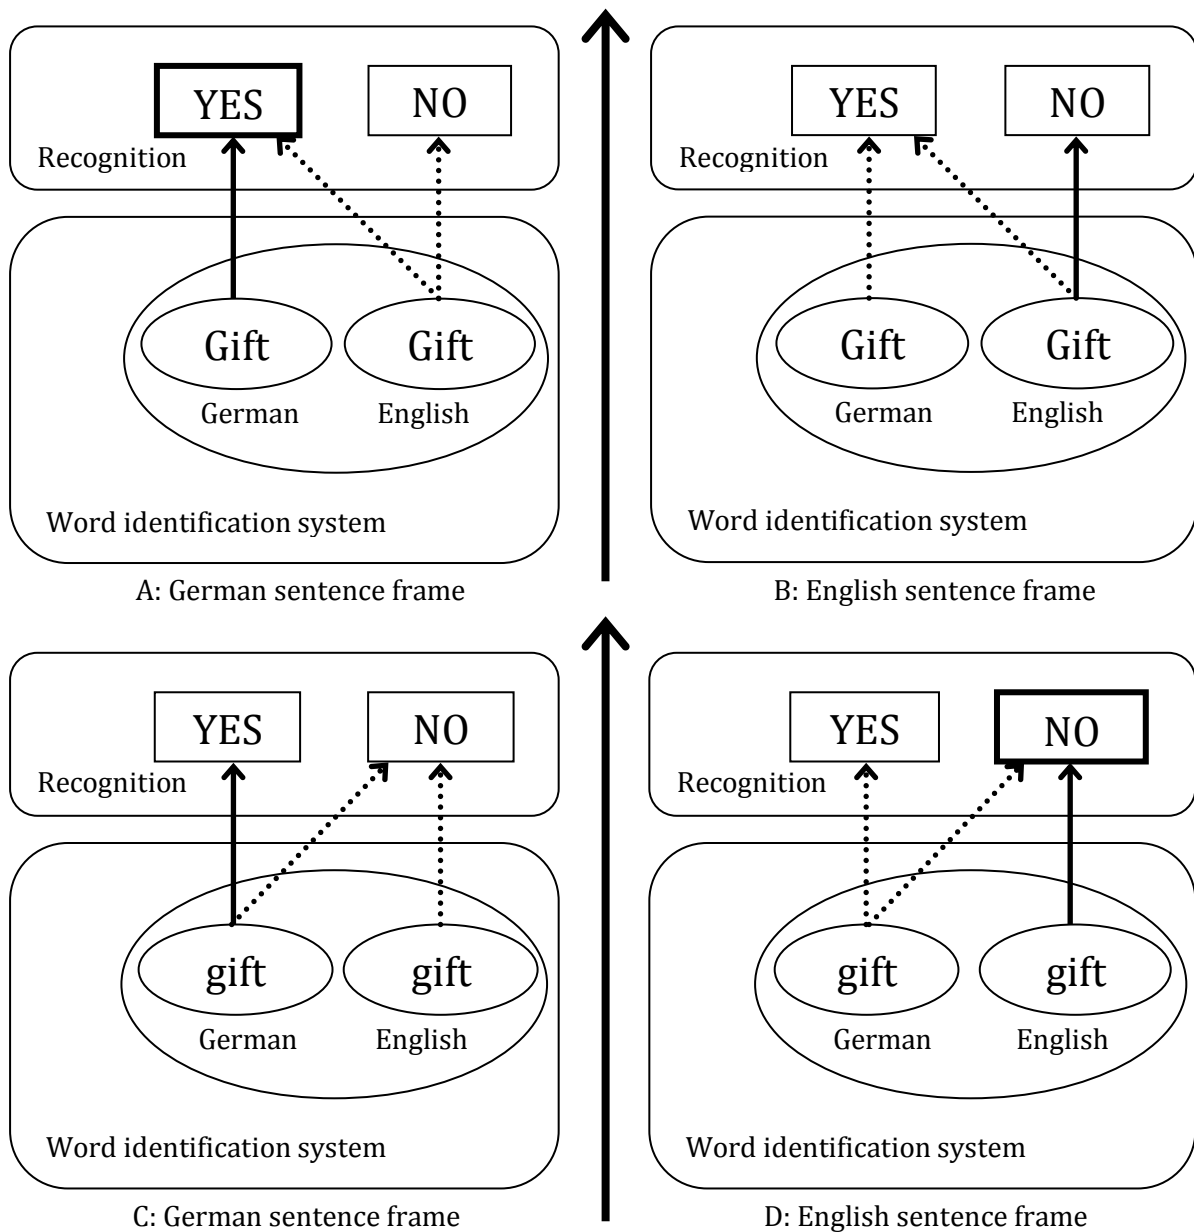 YES NO
Recognition
Gift Gift
German English
Word identification system
A: German sentence frame
YES NO
Recognition
Gift Gift
German English
Word identification system
B: English sentence frame
YES NO
Recognition
gift gift
German English
Word identification system
C: German sentence frame
YES NO
Recognition
gift gift
German English
Word identification system
D: English sentence frame